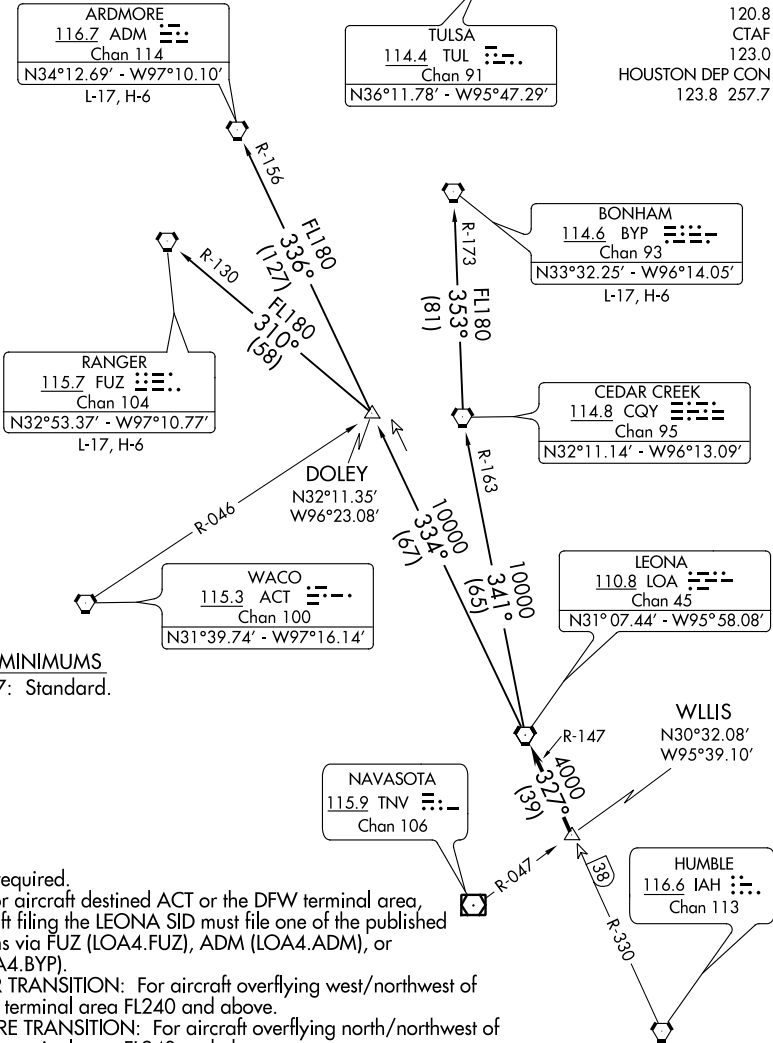 ARDMORE
116.7 ADM
Chan 114
N34°12.69' - W97°10.10'
L-17, H-6
TULSA
114.4 TUL
Chan 91
N36°11.78' - W95°47.29'
120.8
CTAF
123.0
HOUSTON DEP CON
123.8 257.7
R-156
FL180
336°
(127)
R-130
FL180
310°
(58)
R-173
FL180
353°
(81)
BONHAM
114.6 BYP
Chan 93
N33°32.25' - W96°14.05'
L-17, H-6
RANGER
115.7 FUZ
Chan 104
N32°53.37' - W97°10.77'
L-17, H-6
CEDAR CREEK
114.8 CQY
Chan 95
N32°11.14' - W96°13.09'
DOLEY
N32°11.35'
W96°23.08'
R-046
R-163
10000
334°
(67)
10000
341°
(65)
WACO
115.3 ACT
Chan 100
N31°39.74' - W97°16.14'
LEONA
110.8 LOA
Chan 45
N31°07.44' - W95°58.08'
MINIMUMS
7: Standard.
WLLIS
N30°32.08'
W95°39.10'
R-147
4000
327°
(39)
NAVASOTA
115.9 TNV
Chan 106
R-047
38
R-330
HUMBLE
116.6 IAH
Chan 113
required.
or aircraft destined ACT or the DFW terminal area,
ft filing the LEONA SID must file one of the published
ns via FUZ (LOA4.FUZ), ADM (LOA4.ADM), or
A4.BYP).
R TRANSITION: For aircraft overflying west/northwest of
terminal area FL240 and above.
RE TRANSITION: For aircraft overflying north/northwest of